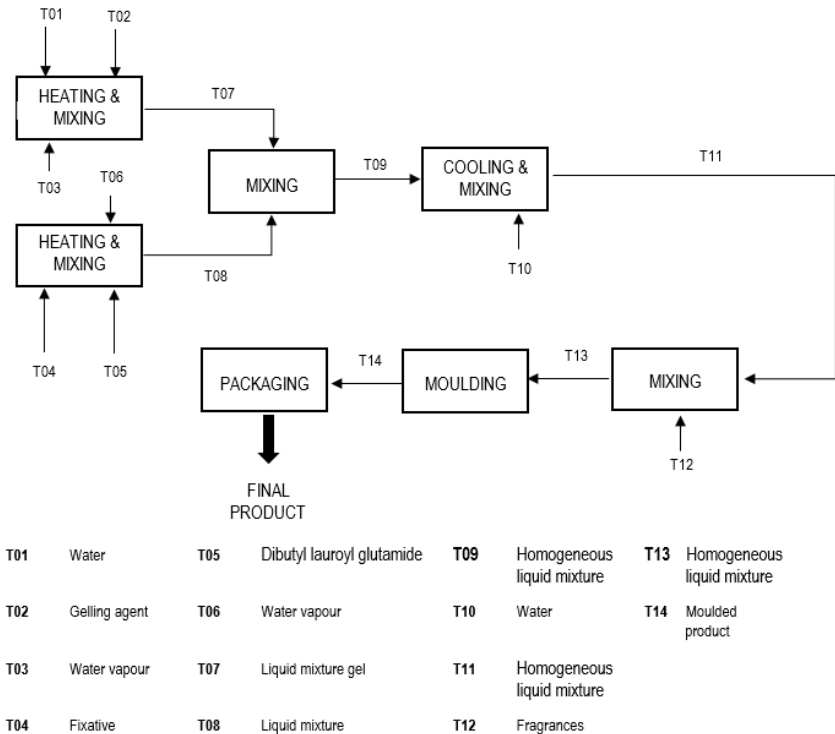 T01 T02
HEATING &
MIXING
T07
T03
T06
MIXING
T09
COOLING &
MIXING
T11
HEATING &
MIXING
T08
T10
T04 T05
PACKAGING
T14
MOULDING
T13
MIXING
T12
FINAL
PRODUCT
T01 Water
T05 Dibutyl lauroyl glutamide
T09 Homogeneous
liquid mixture
T13 Homogeneous
liquid mixture
T02 Gelling agent
T06 Water vapour
T10 Water
T14 Moulded
product
T03 Water vapour
T07 Liquid mixture gel
T11 Homogeneous
liquid mixture
T04 Fixative
T08 Liquid mixture
T12 Fragrances